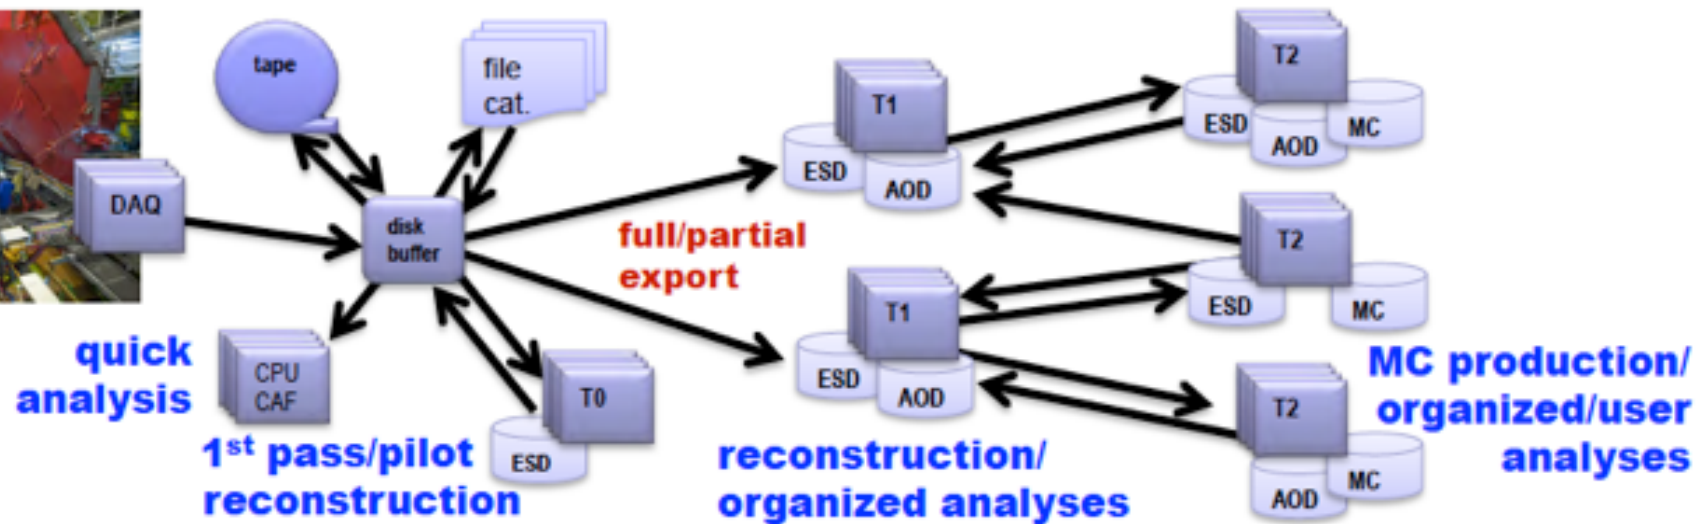 tape
file
cat.
DAQ
disk
buffer
quick
analysis
CPU
CAF
1st pass/pilot
reconstruction
T0
ESD
full/partial
export
T1
ESD
AOD
T1
ESD
AOD
reconstruction/
organized analyses
T2
ESD
AOD
MC
T2
ESD
MC
T2
AOD
MC
MC production/
organized/user
analyses